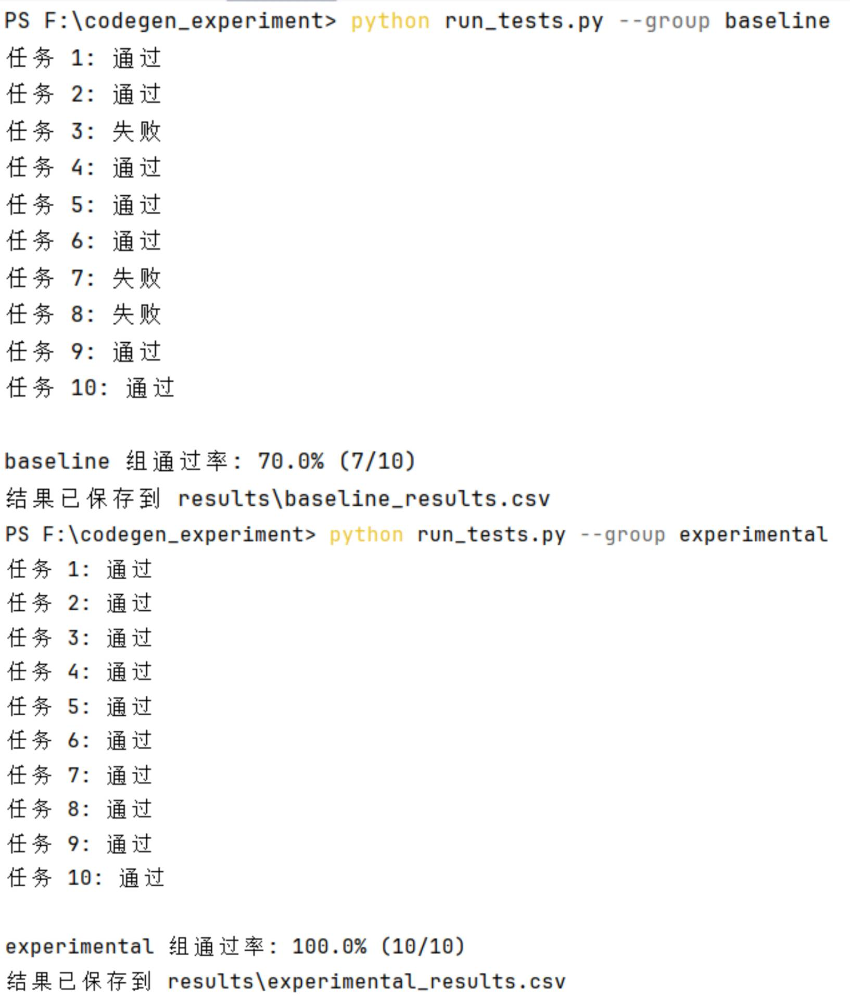 PS F:\codegen_experiment> python run_tests.py --group baseline
任务 1: 通过
任务 2: 通过
任务 3: 失败
任务 4: 通过
任务 5: 通过
任务 6: 通过
任务 7: 失败
任务 8: 失败
任务 9: 通过
任务 10: 通过
baseline 组通过率: 70.0% (7/10)
结果已保存到 results\baseline_results.csv
PS F:\codegen_experiment> python run_tests.py --group experimental
任务 1: 通过
任务 2: 通过
任务 3: 通过
任务 4: 通过
任务 5: 通过
任务 6: 通过
任务 7: 通过
任务 8: 通过
任务 9: 通过
任务 10: 通过
experimental 组通过率: 100.0% (10/10)
结果已保存到 results\experimental_results.csv